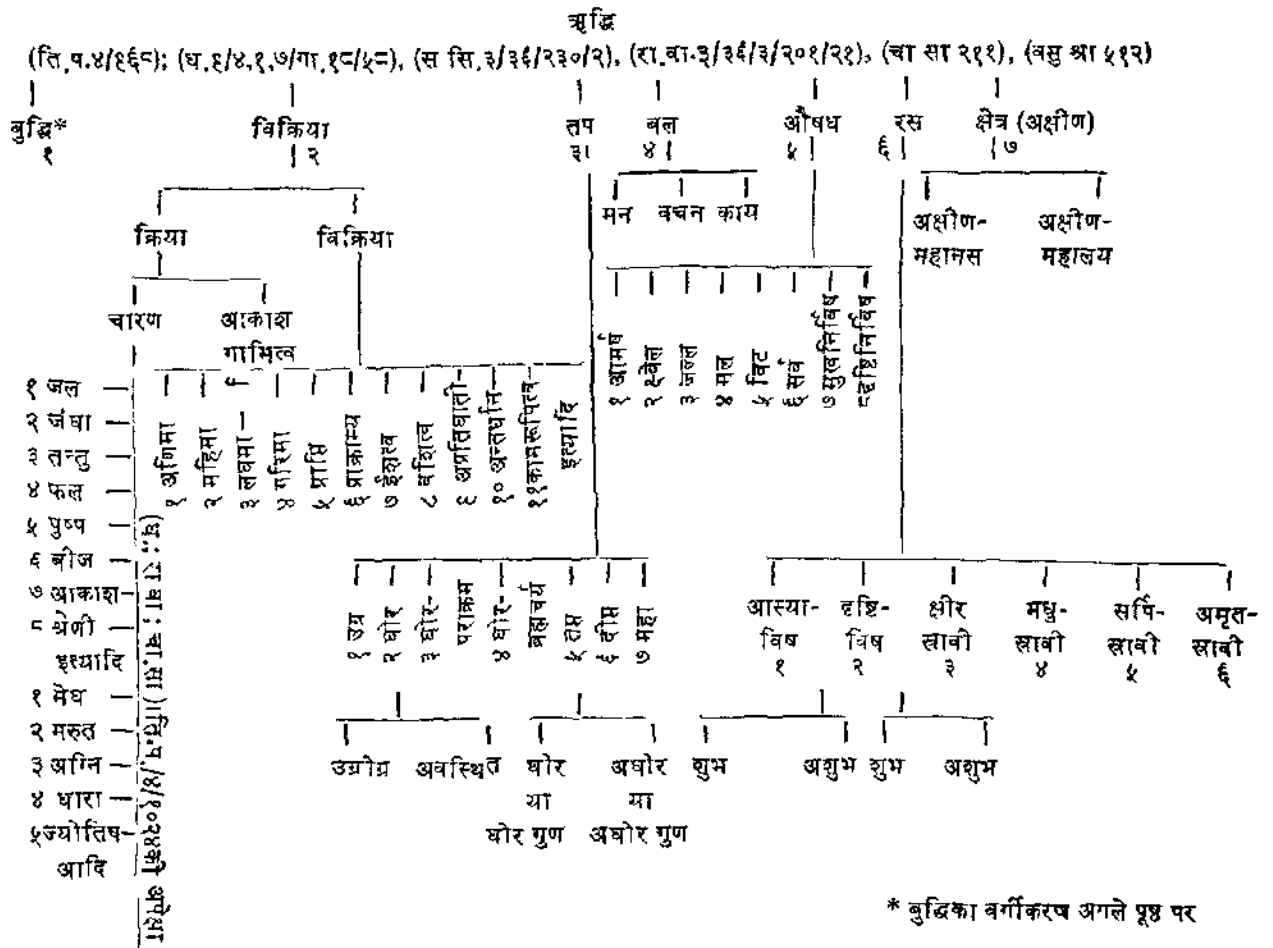 ऋद्धि
(ति.प.४/९६८); (ध.९/४,१,७/गा.१८/५८), (स सि.३/३६/२३०/२), (रा.वा.३/३६/३/२०१/२१), (चा सा २११), (वसु श्रा ५१२)
बुद्धि* विक्रिया तप बल औषध रस क्षेत्र (अक्षीण)
१ २ ३ ४ ५ ६ ७
मन वचन काय
अक्षीण- अक्षीण-
महानस महालय
क्रिया विक्रिया
चारण आकाश
गामित्व
१ आमर्ष
२ क्ष्वेल
३ जल्ल
४ मल
५ विट
६ सर्व
७ मुखनिर्विष
८ दृष्टिनिर्विष
१ जल
२ जंघा
३ तन्तु
४ फल
५ पुष्प
६ बीज
७ आकाश-
८ श्रेणी
इत्यादि
१ मेघ
२ मरुत
३ अग्नि
४ धारा
५ ज्योतिष-
आदि
(ध.; रा वा; चा.सा)
ति.प./४/१०२४की अपेक्षा
१ अणिमा
२ महिमा
३ लघिमा
४ गरिमा
५ प्राप्ति
६ प्राकाम्य
७ ईशत्व
८ वशित्व
९ अप्रतिघाती-
१० अन्तर्धान-
११कामरूपित्व-
इत्यादि
१ उग्र
२ घोर
३ घोर-
पराक्रम
४ घोर-
ब्रह्मचर्य
५ तप्त
६ दीप्त
७ महा
आस्या- दृष्टि- क्षीर मधु- सर्पि- अमृत-
विष विष स्रावी स्रावी स्रावी स्रावी
१ २ ३ ४ ५ ६
उग्रोग्र अवस्थित घोर अघोर शुभ अशुभ शुभ अशुभ
या या
घोर गुण अघोर गुण
* बुद्धिका वर्गीकरण अगले पृष्ठ पर